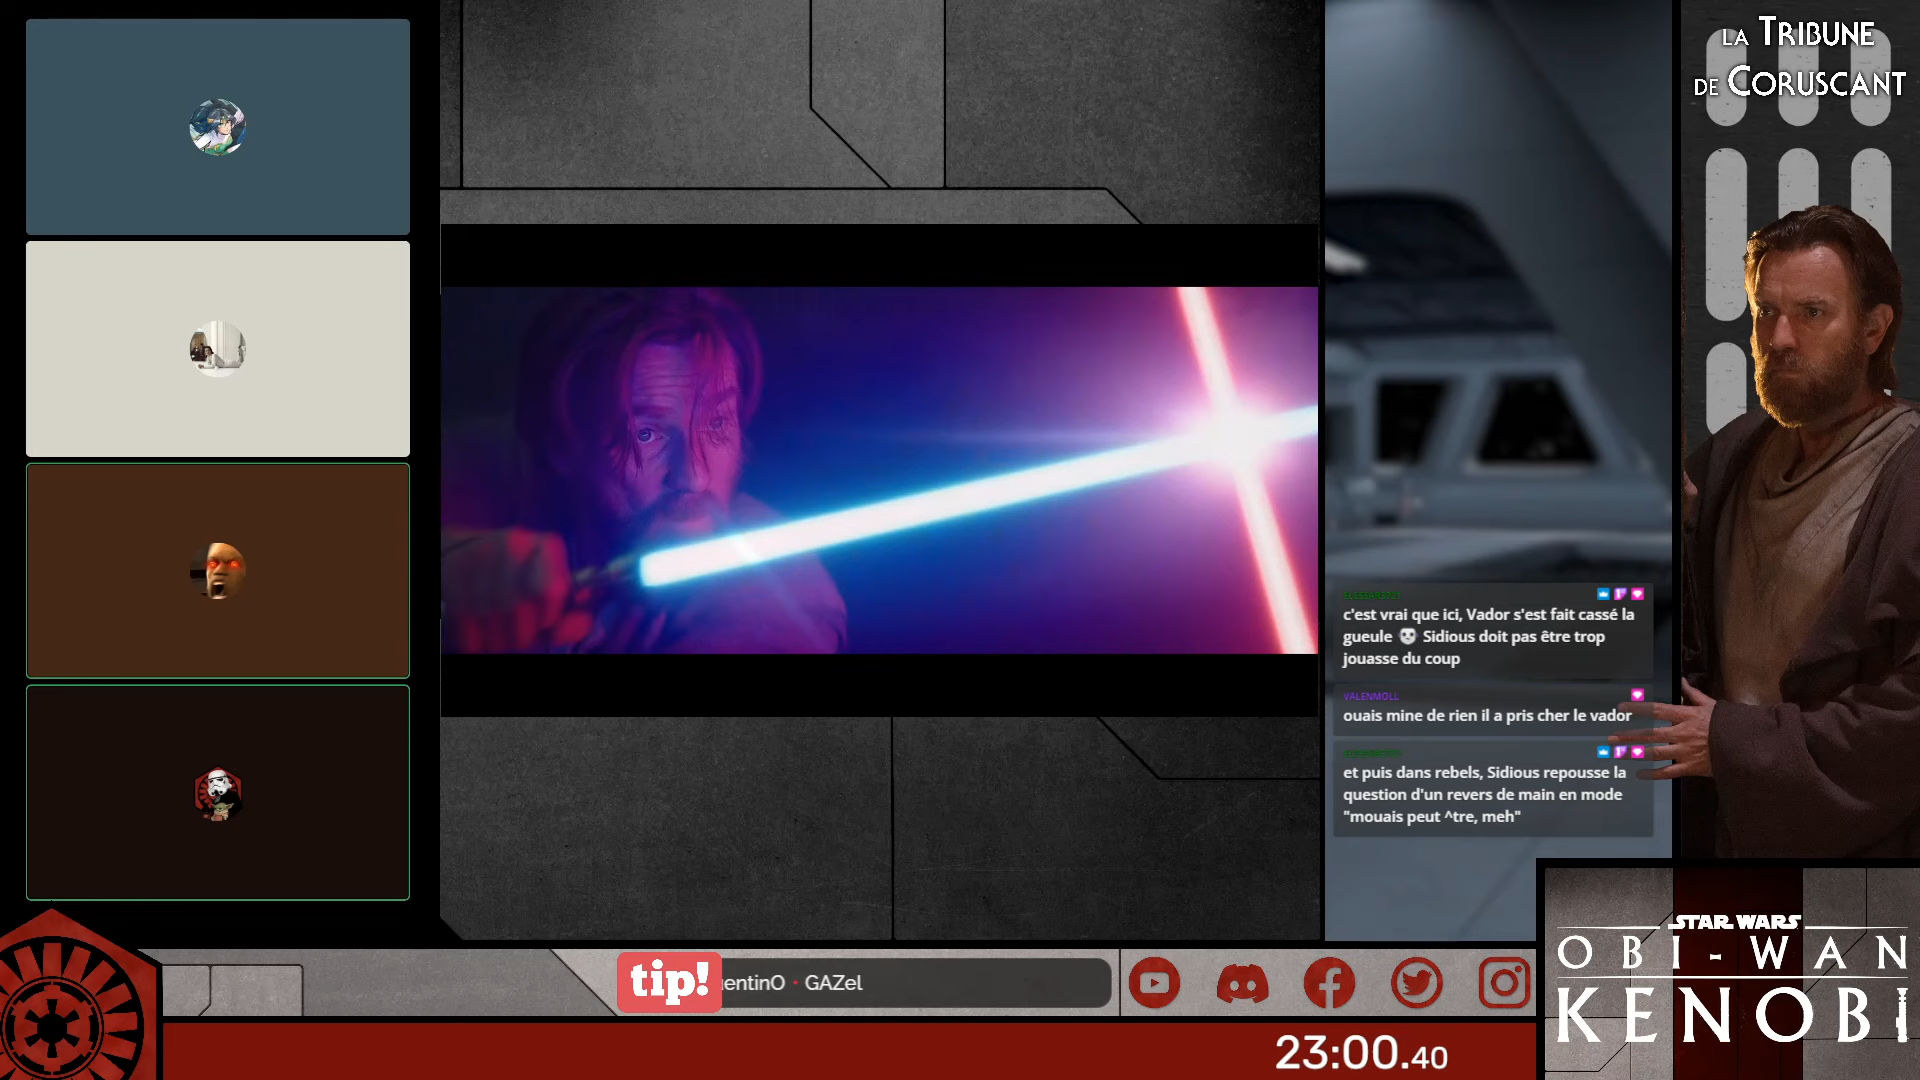 LA TRIBUNE
DE CORUSCANT
c'est vrai que ici, Vador s'est fait cassé la
gueule 💀 Sidious doit pas être trop
jouasse du coup
VALENMOLL
ouais mine de rien il a pris cher le vador
et puis dans rebels, Sidious repousse la
question d'un revers de main en mode
"mouais peut ^tre, meh"
tip!
entinO • GAZel
STAR WARS
OBI-WAN
KENOBI
23:00.40